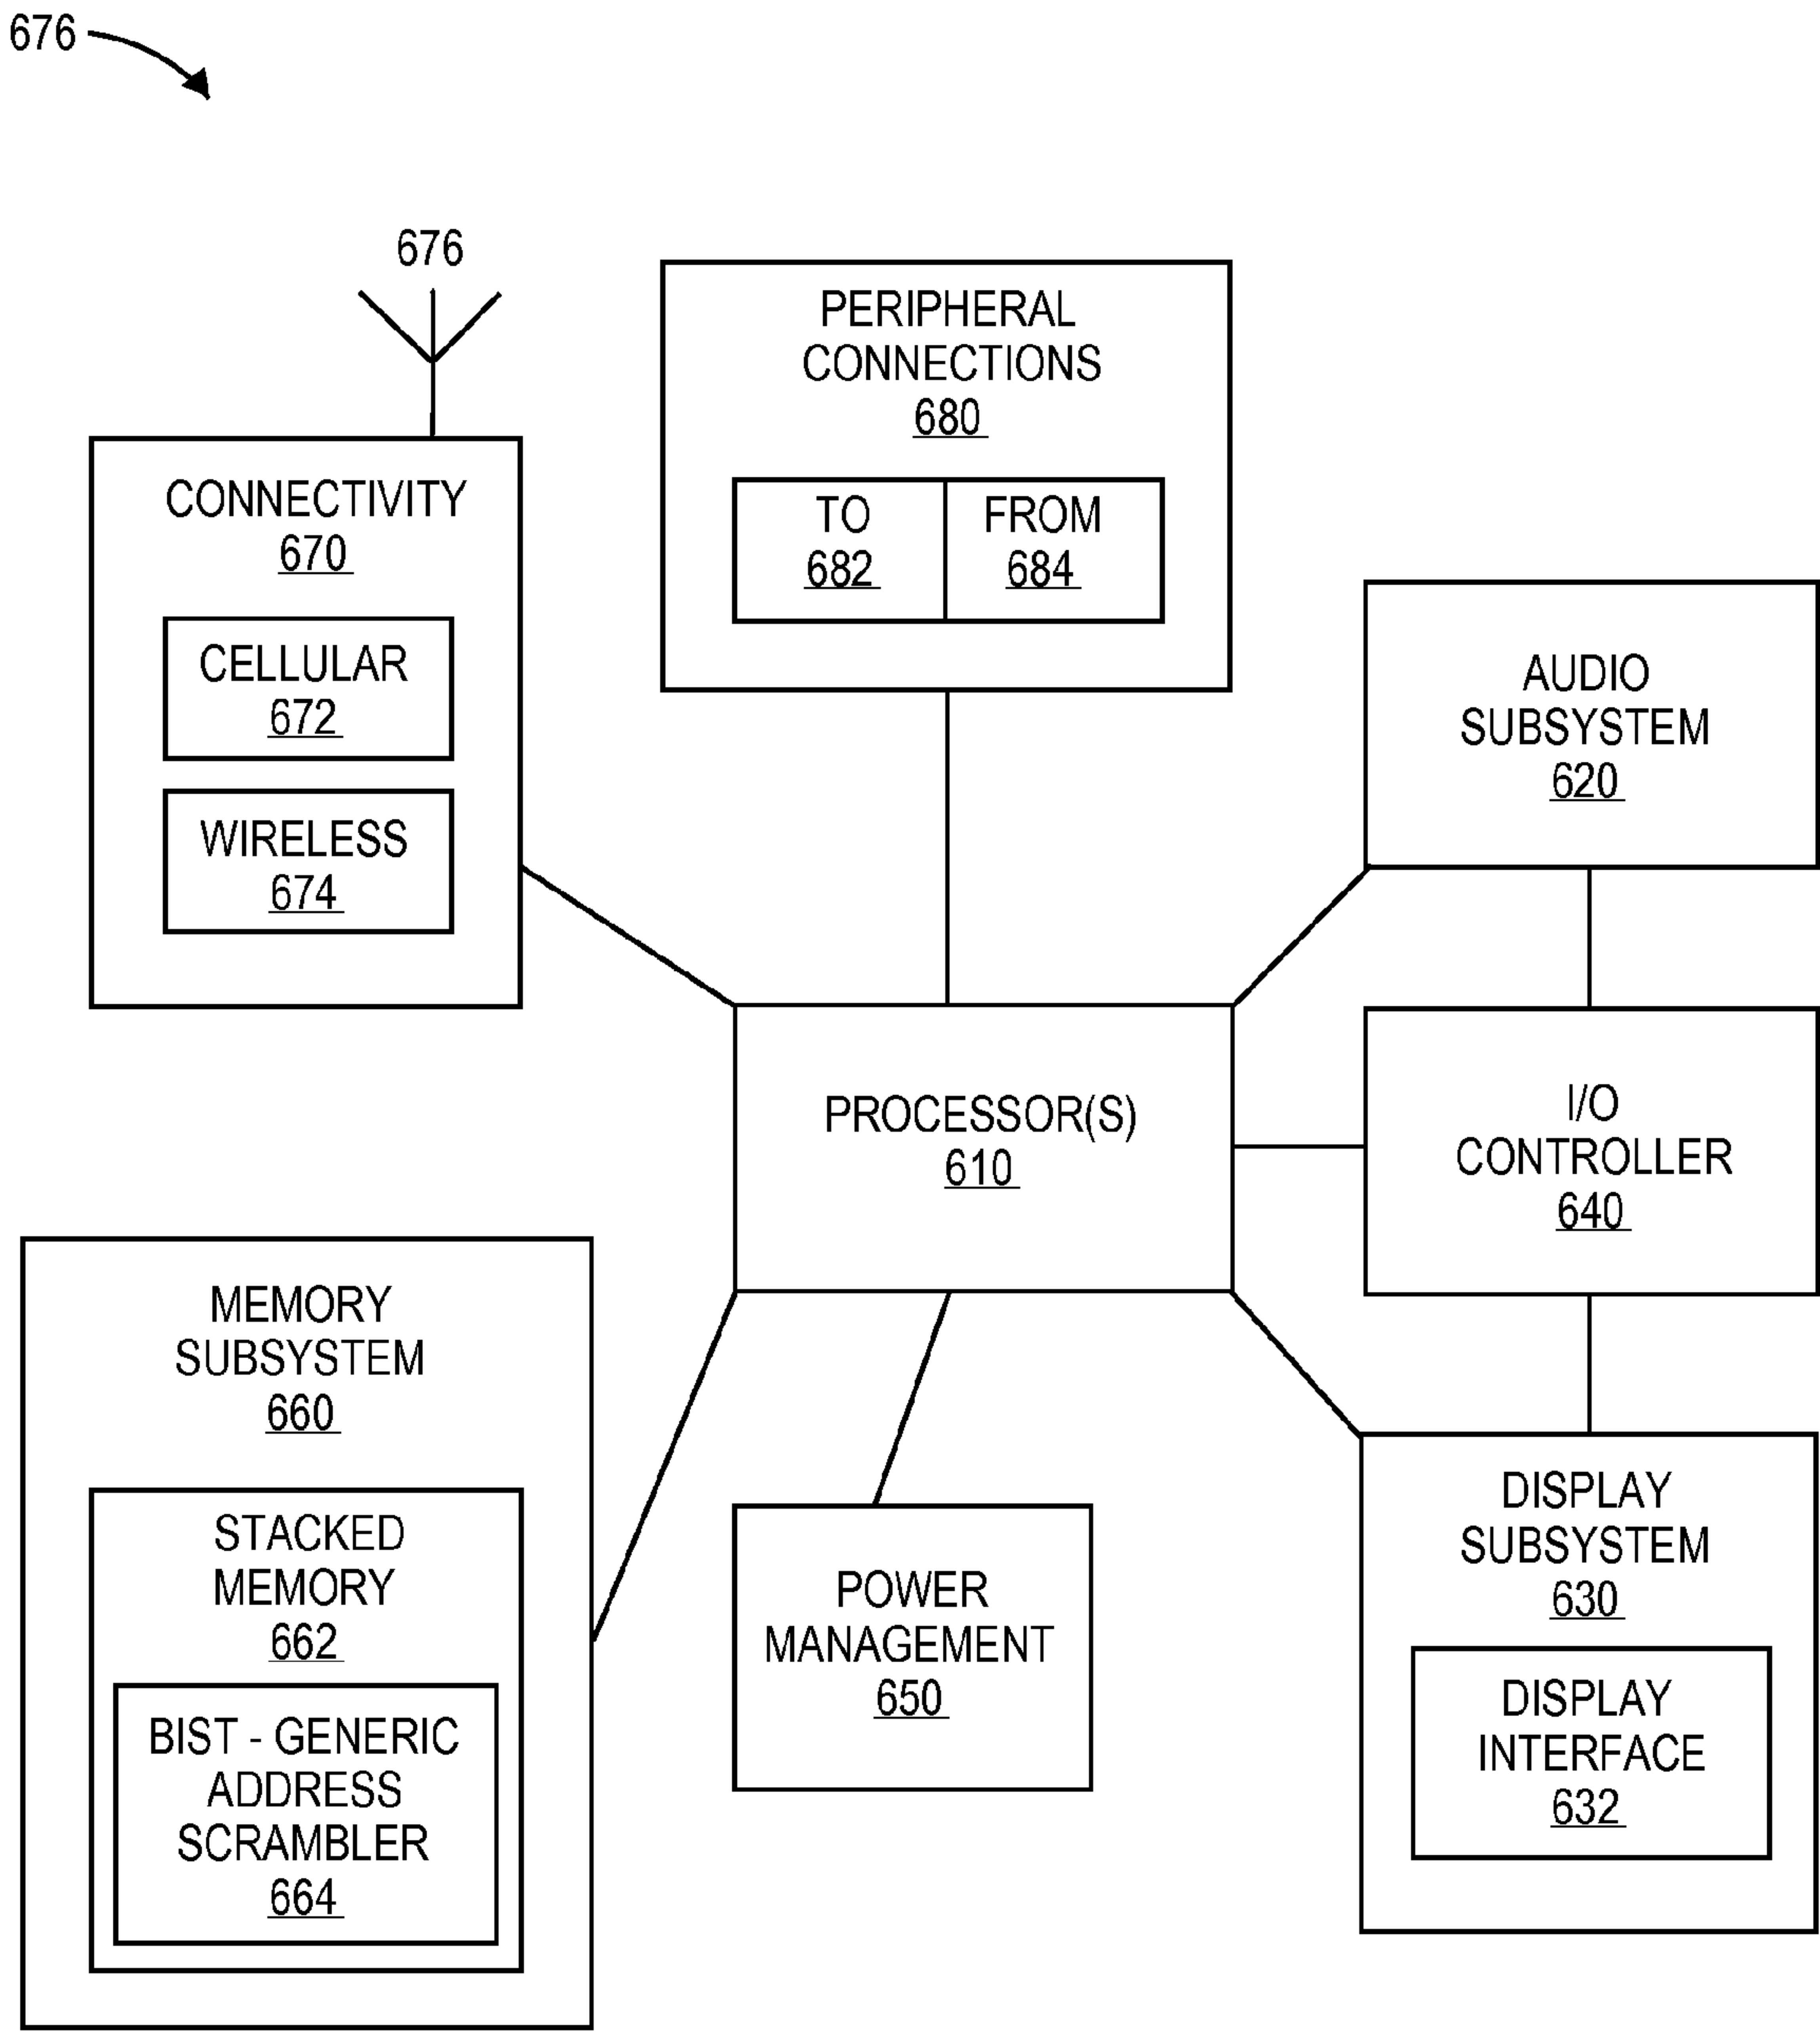 676
676
PERIPHERAL
CONNECTIONS
680
TO
682
FROM
684
CONNECTIVITY
670
CELLULAR
672
WIRELESS
674
AUDIO
SUBSYSTEM
620
PROCESSOR(S)
610
I/O
CONTROLLER
640
MEMORY
SUBSYSTEM
660
STACKED
MEMORY
662
BIST - GENERIC
ADDRESS
SCRAMBLER
664
POWER
MANAGEMENT
650
DISPLAY
SUBSYSTEM
630
DISPLAY
INTERFACE
632